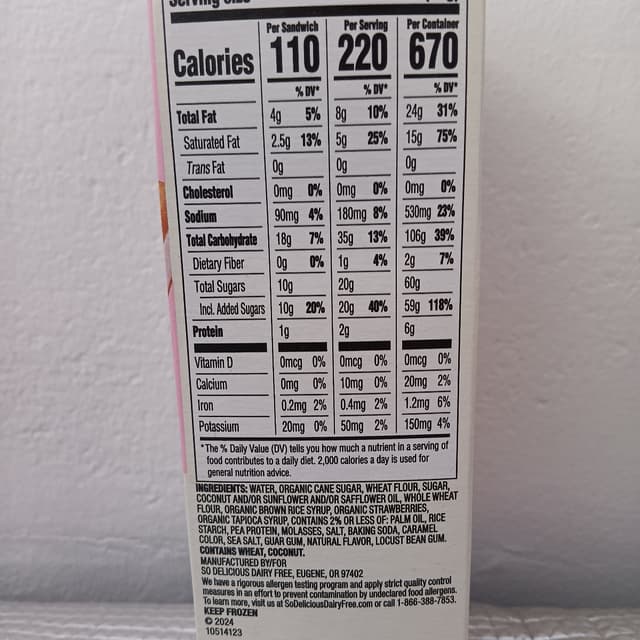 Serving Size
Per Sandwich Per Serving Per Container
Calories 110 220 670
% DV* % DV* % DV*
Total Fat 4g 5% 8g 10% 24g 31%
Saturated Fat 2.5g 13% 5g 25% 15g 75%
Trans Fat 0g 0g 0g
Cholesterol 0mg 0% 0mg 0% 0mg 0%
Sodium 90mg 4% 180mg 8% 530mg 23%
Total Carbohydrate 18g 7% 35g 13% 106g 39%
Dietary Fiber 0g 0% 1g 4% 2g 7%
Total Sugars 10g 20g 60g
Incl. Added Sugars 10g 20% 20g 40% 59g 118%
Protein 1g 2g 6g
Vitamin D 0mcg 0% 0mcg 0% 0mcg 0%
Calcium 0mg 0% 10mg 0% 20mg 2%
Iron 0.2mg 2% 0.4mg 2% 1.2mg 6%
Potassium 20mg 0% 50mg 2% 150mg 4%
*The % Daily Value (DV) tells you how much a nutrient in a serving of
food contributes to a daily diet. 2,000 calories a day is used for
general nutrition advice.
INGREDIENTS: WATER, ORGANIC CANE SUGAR, WHEAT FLOUR, SUGAR,
COCONUT AND/OR SUNFLOWER AND/OR SAFFLOWER OIL, WHOLE WHEAT
FLOUR, ORGANIC BROWN RICE SYRUP, ORGANIC STRAWBERRIES,
ORGANIC TAPIOCA SYRUP, CONTAINS 2% OR LESS OF: PALM OIL, RICE
STARCH, PEA PROTEIN, MOLASSES, SALT, BAKING SODA, CARAMEL
COLOR, SEA SALT, GUAR GUM, NATURAL FLAVOR, LOCUST BEAN GUM.
CONTAINS WHEAT, COCONUT.
MANUFACTURED BY/FOR
SO DELICIOUS DAIRY FREE, EUGENE, OR 97402
We have a rigorous allergen testing program and apply strict quality control
measures in an effort to prevent contamination by undeclared food allergens.
To learn more, visit us at SoDeliciousDairyFree.com or call 1-866-388-7853.
KEEP FROZEN
© 2024
10514123